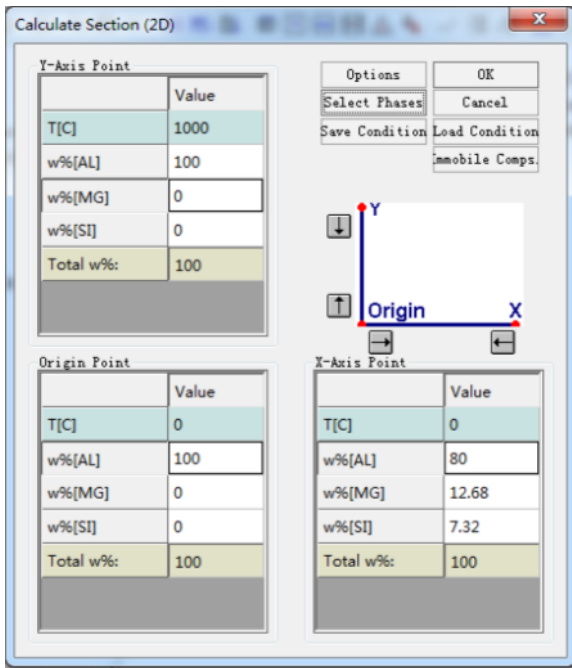 Calculate Section (2D)
Y-Axis Point
Value
T[C] 1000
w%[AL] 100
w%[MG] 0
w%[SI] 0
Total w%: 100
Options OK
Select Phases Cancel
Save Condition Load Condition
Immobile Comps.
Y
Origin X
Origin Point
Value
T[C] 0
w%[AL] 100
w%[MG] 0
w%[SI] 0
Total w%: 100
X-Axis Point
Value
T[C] 0
w%[AL] 80
w%[MG] 12.68
w%[SI] 7.32
Total w%: 100